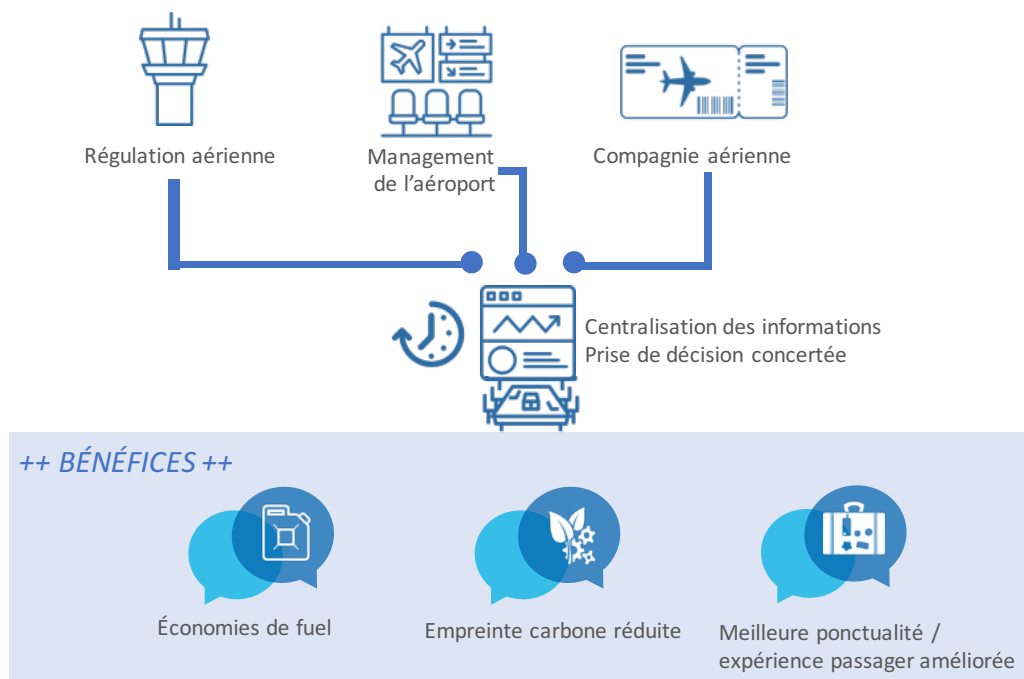 Régulation aérienne
Management
de l’aéroport
Compagnie aérienne
Centralisation des informations
Prise de décision concertée
++ BÉNÉFICES ++
Économies de fuel
Empreinte carbone réduite
Meilleure ponctualité /
expérience passager améliorée